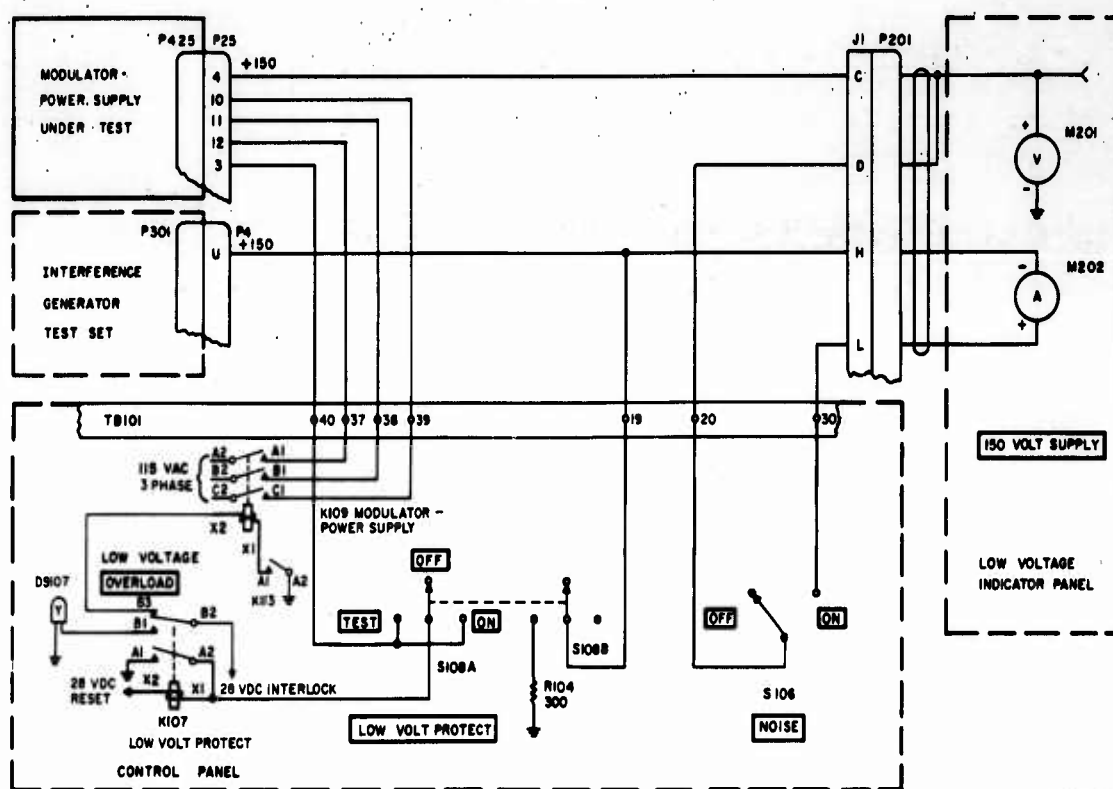 P425 P25
MODULATOR-
POWER. SUPPLY
UNDER TEST
4
+150
10
11
12
3
P301 P4
+150
U
INTERFERENCE
GENERATOR
TEST SET
J1 P201
C
D
H
L
+
V
-
M201
-
A
+
M202
150 VOLT SUPPLY
LOW VOLTAGE
INDICATOR PANEL
TB101
40 37 38 39 19 20 30
115 VAC
3 PHASE
A2 A1
B2 B1
C2 C1
K109 MODULATOR -
POWER SUPPLY
X2
X1
LOW VOLTAGE
OVERLOAD
A1 A2
K113
DS107
Y
B3
B2
B1
A1 A2
X2 X1
28 VDC
RESET
28 VDC INTERLOCK
K107
LOW VOLT PROTECT
CONTROL PANEL
OFF
TEST
ON
S108A
S108B
R104
300
LOW VOLT PROTECT
OFF
ON
S106
NOISE